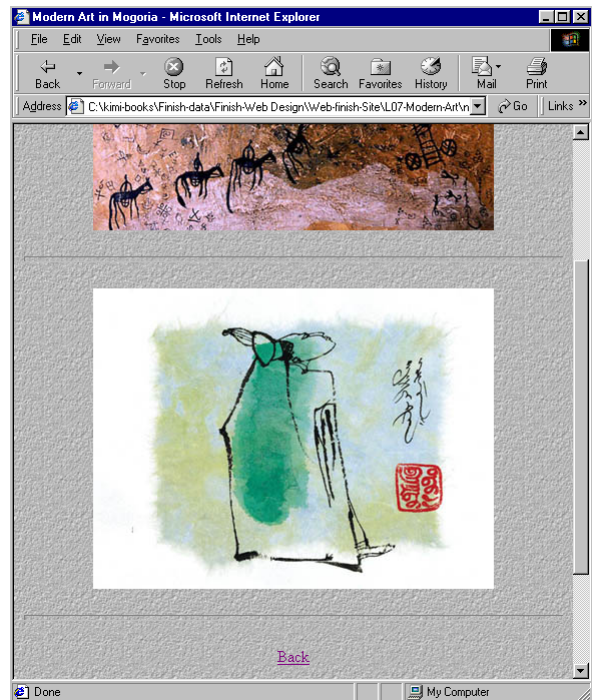 Modern Art in Mogoria - Microsoft Internet Explorer
File Edit View Favorites Tools Help
Back Forward Stop Refresh Home Search Favorites History Mail Print
Address C:\kimi-books\Finish-data\Finish-Web Design\Web-finish-Site\L07-Modern-Art\n Go Links »
Back
Done My Computer